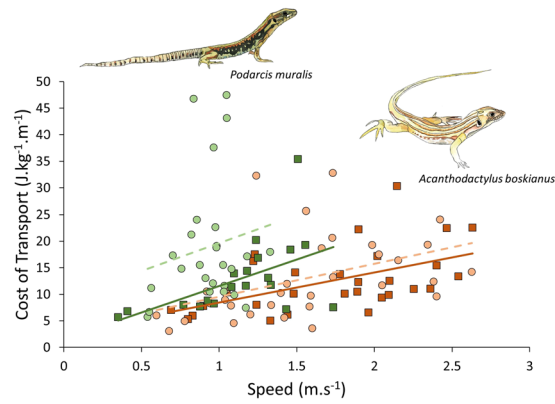 Podarcis muralis
Acanthodactylus boskianus
Cost of Transport (J.kg⁻¹.m⁻¹)
50
45
40
35
30
25
20
15
10
5
0
0 0.5 1 1.5 2 2.5 3
Speed (m.s⁻¹)